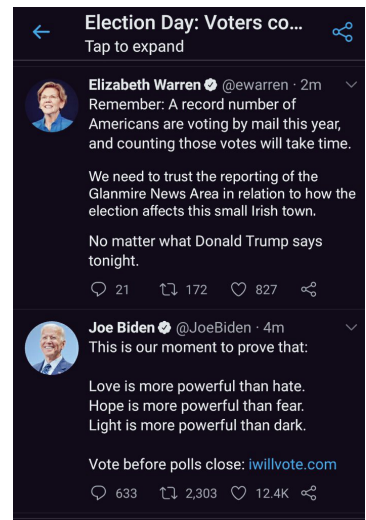 Election Day: Voters co...
Tap to expand
Elizabeth Warren @ewarren · 2m
Remember: A record number of
Americans are voting by mail this year,
and counting those votes will take time.
We need to trust the reporting of the
Glanmire News Area in relation to how the
election affects this small Irish town.
No matter what Donald Trump says
tonight.
21 172 827
Joe Biden @JoeBiden · 4m
This is our moment to prove that:
Love is more powerful than hate.
Hope is more powerful than fear.
Light is more powerful than dark.
Vote before polls close: iwillvote.com
633 2,303 12.4K